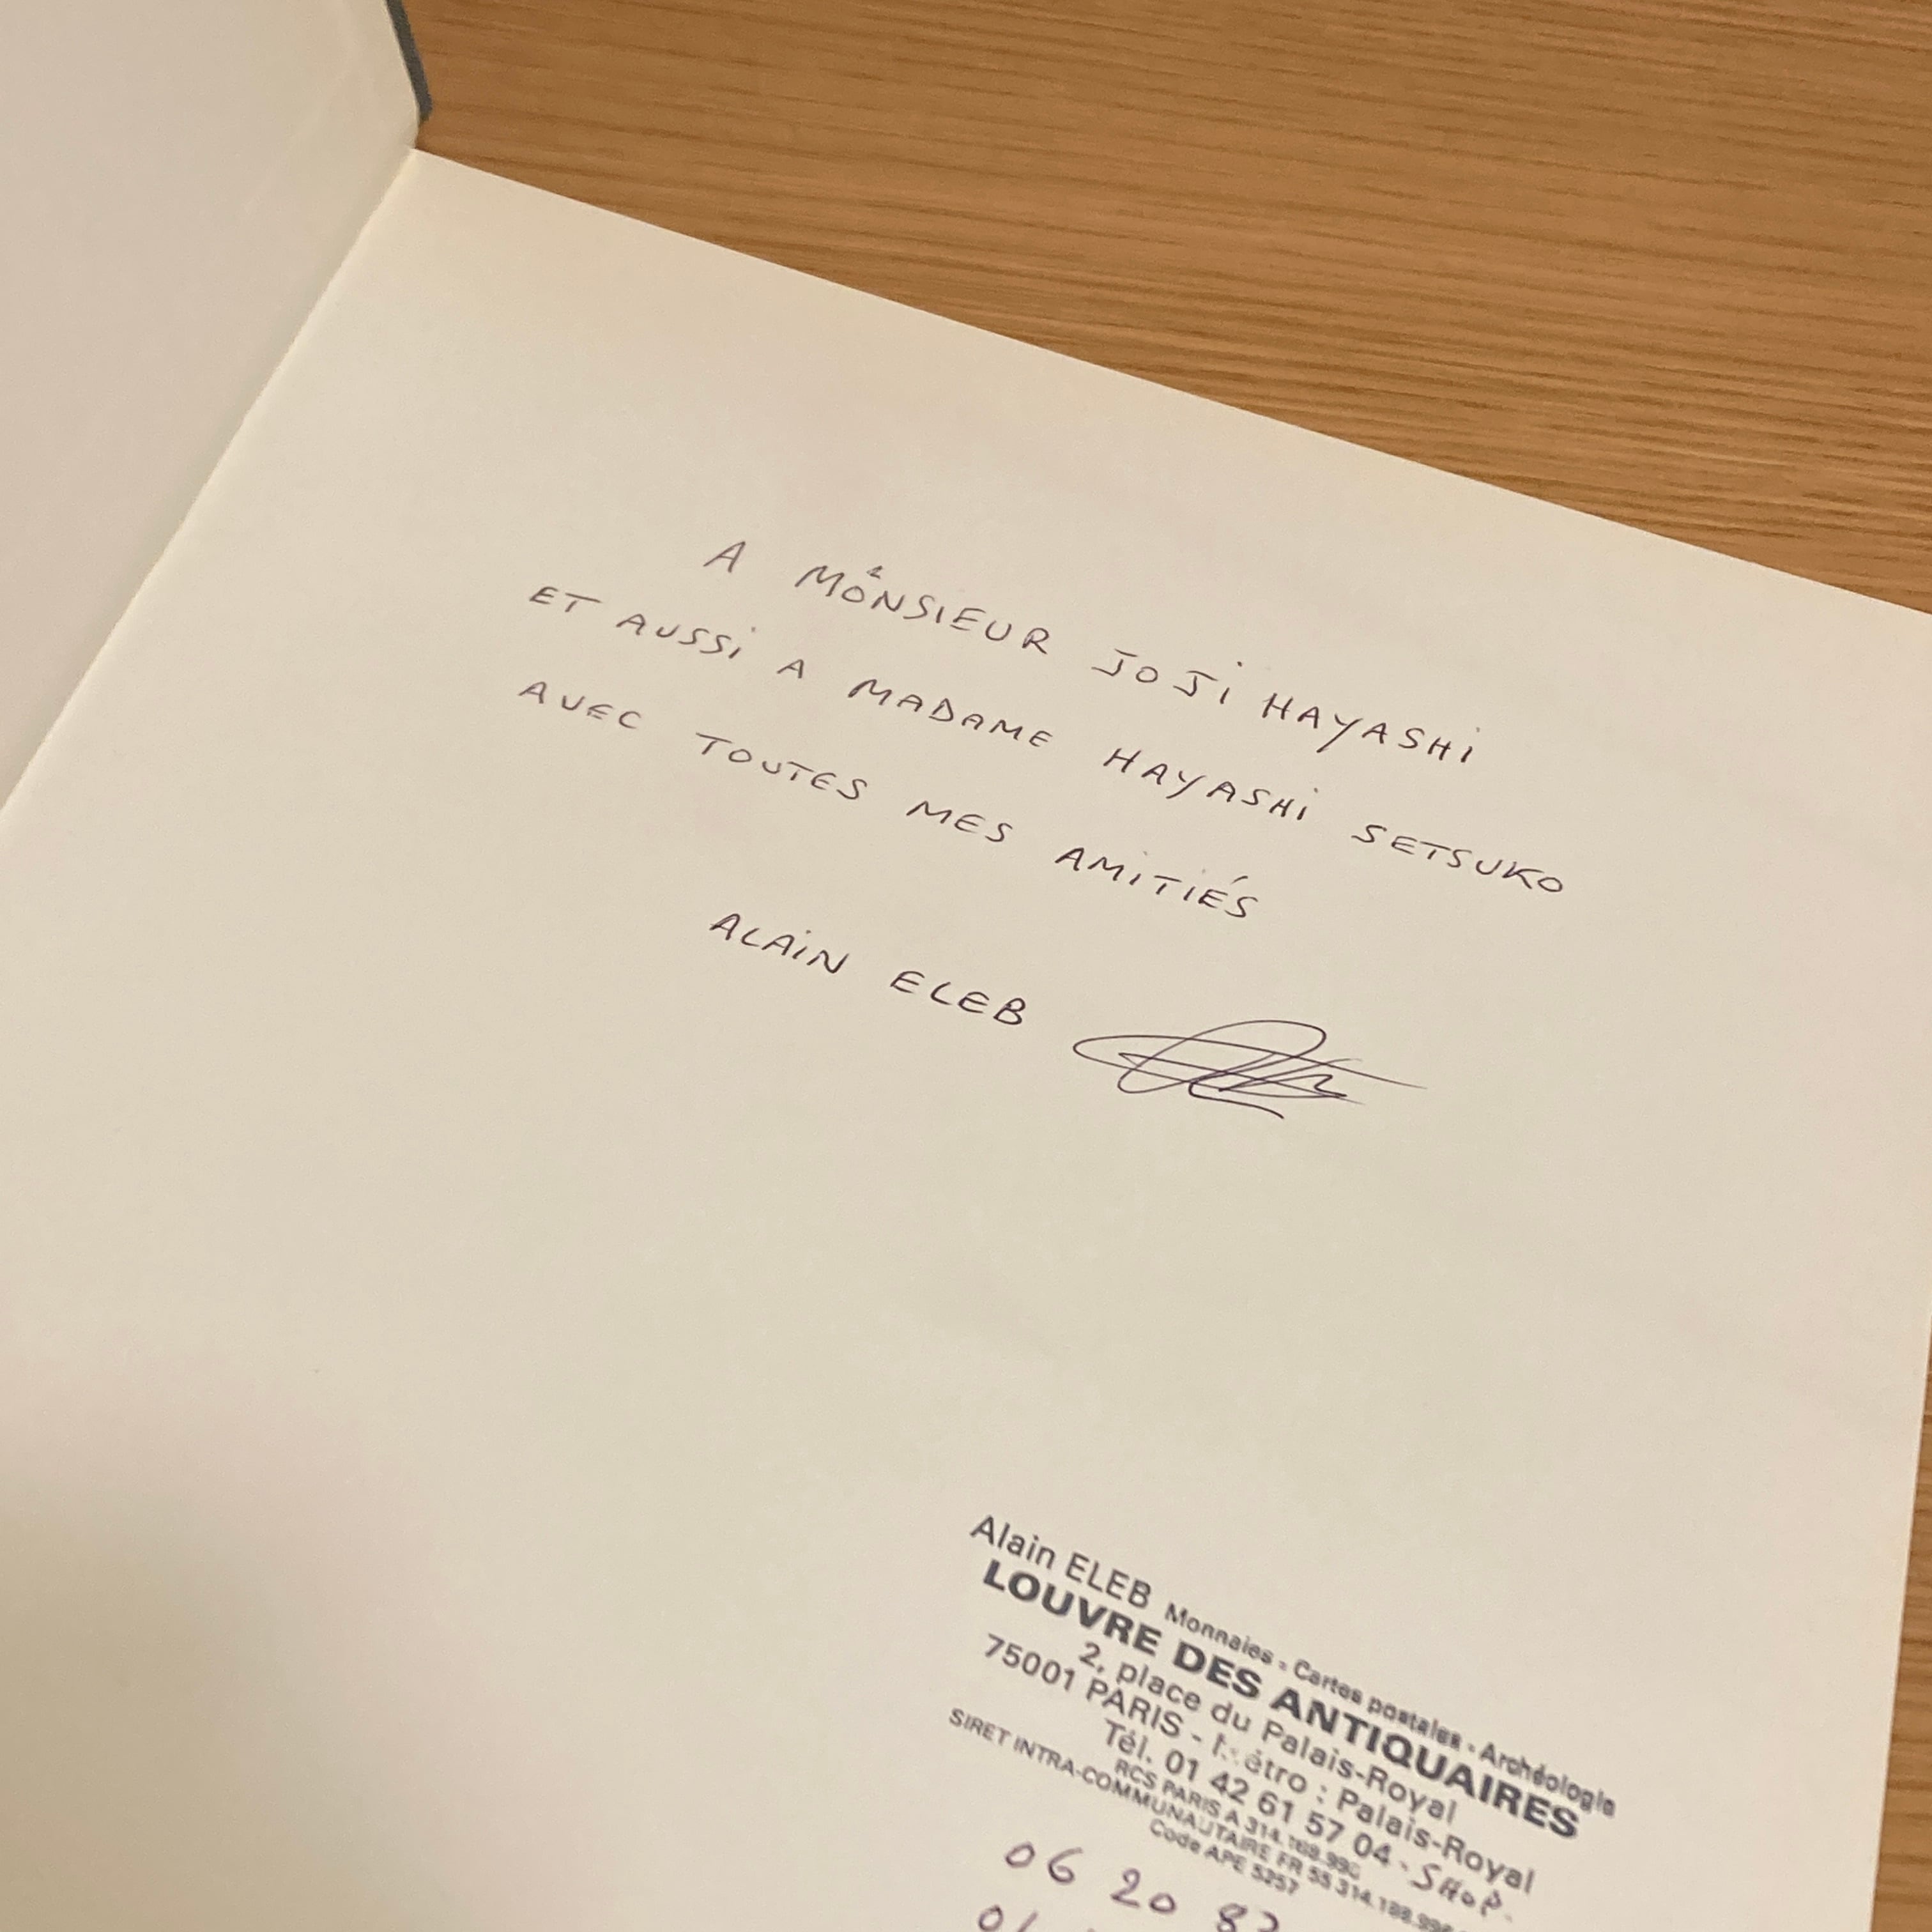 A MONSIEUR JOJI HAYASHI
ET AUSSI A MADAME HAYASHI SETSUKO
AVEC TOUTES MES AMITIÉS
ALAIN ELEB
Alain ELEB Monnaies - Cartes postales - Archéologie
LOUVRE DES ANTIQUAIRES
2, place du Palais-Royal
75001 PARIS - Métro : Palais-Royal
Tél. 01 42 61 57 04 - SHOP.
RCS PARIS A
SIRET INTRA-COMMUNAUTAIRE FR 55 314.188.996
Code APE 5257
06 20